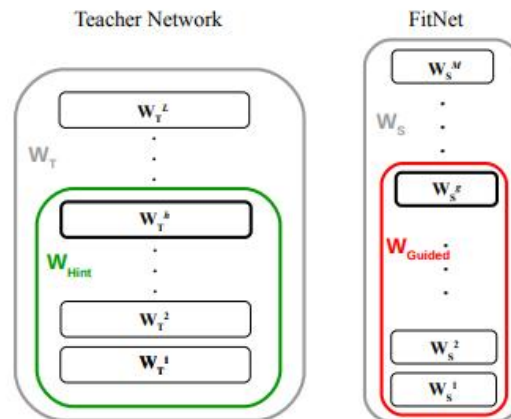 Teacher Network
W_T^L
W_T
W_T^h
W_Hint
W_T^2
W_T^1
FitNet
W_S^M
W_S
W_S^g
W_Guided
W_S^2
W_S^1